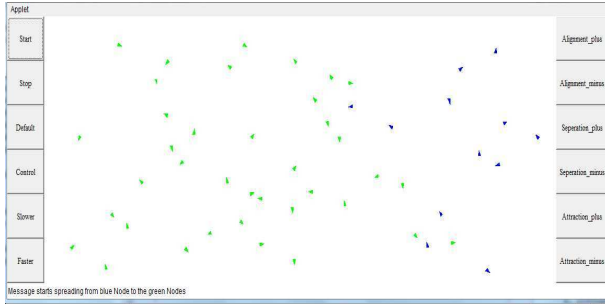 Applet
Start
Stop
Default
Control
Slower
Faster
Alignment_plus
Alignment_minus
Seperation_plus
Seperation_minus
Attraction_plus
Attraction_minus
Message starts spreading from blue Node to the green Nodes